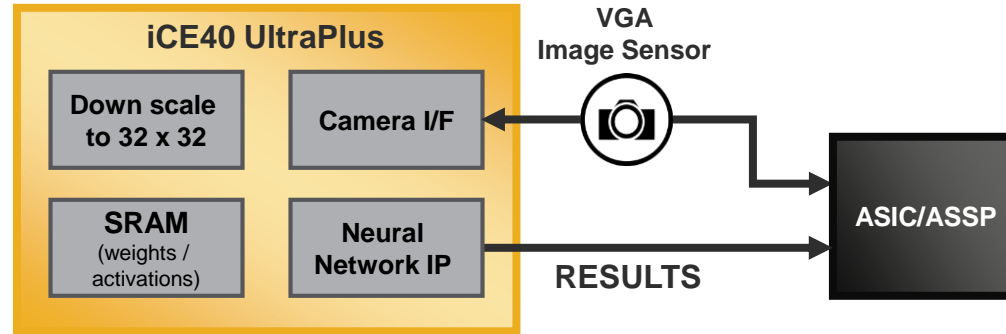 iCE40 UltraPlus
VGA
Image Sensor
Down scale
to 32 x 32
Camera I/F
SRAM
(weights /
activations)
Neural
Network IP
RESULTS
ASIC/ASSP